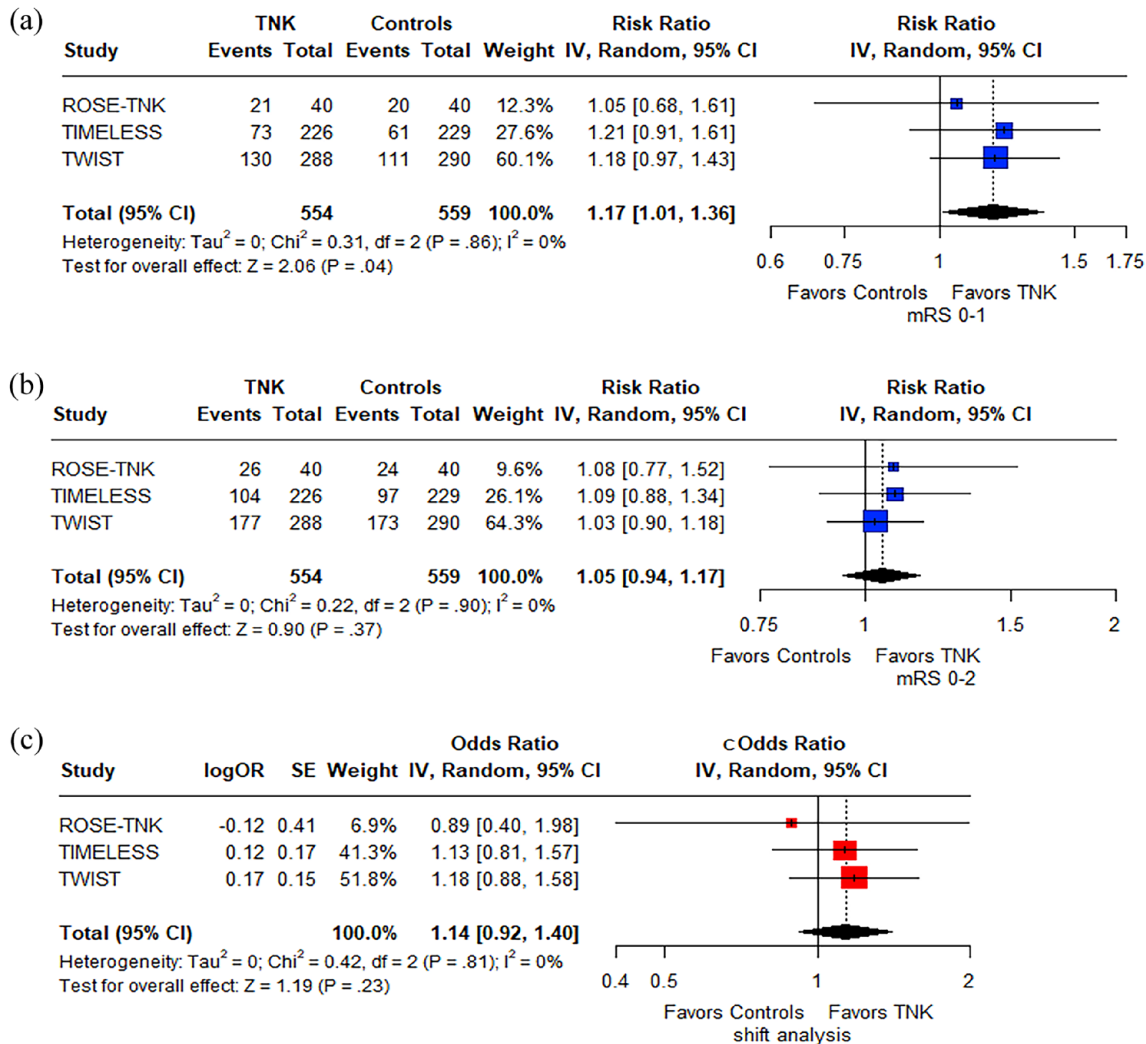 (a)
TNK Controls Risk Ratio Risk Ratio
Study Events Total Events Total Weight IV, Random, 95% CI IV, Random, 95% CI
ROSE-TNK 21 40 20 40 12.3% 1.05 [0.68, 1.61]
TIMELESS 73 226 61 229 27.6% 1.21 [0.91, 1.61]
TWIST 130 288 111 290 60.1% 1.18 [0.97, 1.43]
Total (95% CI) 554 559 100.0% 1.17 [1.01, 1.36]
Heterogeneity: Tau² = 0; Chi² = 0.31, df = 2 (P = .86); I² = 0%
Test for overall effect: Z = 2.06 (P = .04)
0.6 0.75 1 1.5 1.75
Favors Controls Favors TNK
mRS 0-1
(b)
TNK Controls Risk Ratio Risk Ratio
Study Events Total Events Total Weight IV, Random, 95% CI IV, Random, 95% CI
ROSE-TNK 26 40 24 40 9.6% 1.08 [0.77, 1.52]
TIMELESS 104 226 97 229 26.1% 1.09 [0.88, 1.34]
TWIST 177 288 173 290 64.3% 1.03 [0.90, 1.18]
Total (95% CI) 554 559 100.0% 1.05 [0.94, 1.17]
Heterogeneity: Tau² = 0; Chi² = 0.22, df = 2 (P = .90); I² = 0%
Test for overall effect: Z = 0.90 (P = .37)
0.75 1 1.5 2
Favors Controls Favors TNK
mRS 0-2
(c)
Odds Ratio cOdds Ratio
Study logOR SE Weight IV, Random, 95% CI IV, Random, 95% CI
ROSE-TNK -0.12 0.41 6.9% 0.89 [0.40, 1.98]
TIMELESS 0.12 0.17 41.3% 1.13 [0.81, 1.57]
TWIST 0.17 0.15 51.8% 1.18 [0.88, 1.58]
Total (95% CI) 100.0% 1.14 [0.92, 1.40]
Heterogeneity: Tau² = 0; Chi² = 0.42, df = 2 (P = .81); I² = 0%
Test for overall effect: Z = 1.19 (P = .23)
0.4 0.5 1 2
Favors Controls Favors TNK
shift analysis